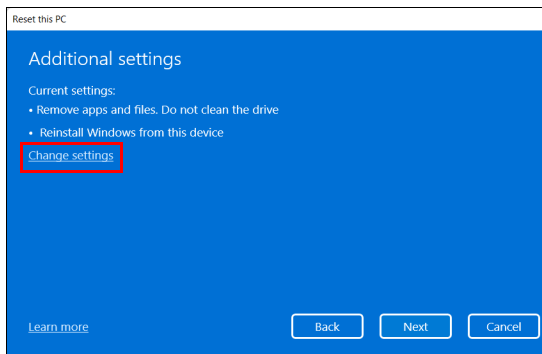 Reset this PC
Additional settings
Current settings:
• Remove apps and files. Do not clean the drive
• Reinstall Windows from this device
Change settings
Learn more
Back
Next
Cancel